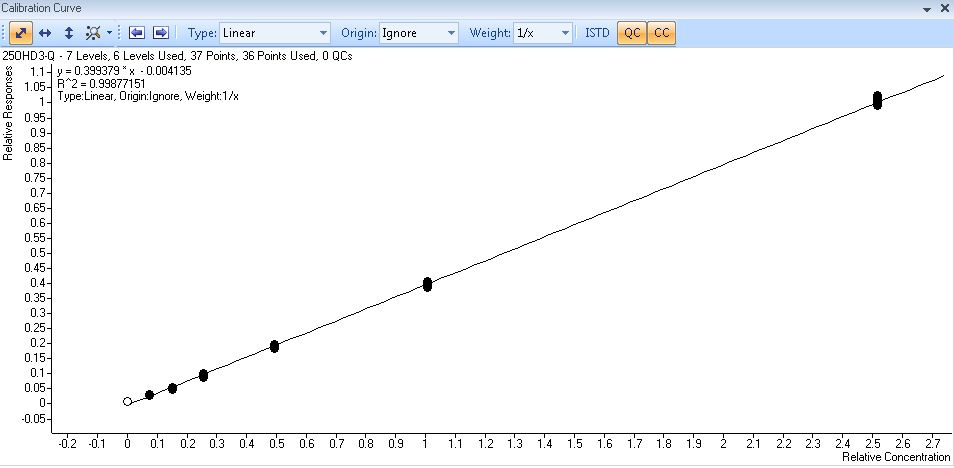 Calibration Curve
Type: Linear Origin: Ignore Weight: 1/x ISTD QC CC
25OHD3-Q - 7 Levels, 6 Levels Used, 37 Points, 36 Points Used, 0 QCs
y = 0.399379 * x - 0.004135
R^2 = 0.99877151
Type:Linear, Origin:Ignore, Weight:1/x
Relative Responses
1.1
1.05
1
0.95
0.9
0.85
0.8
0.75
0.7
0.65
0.6
0.55
0.5
0.45
0.4
0.35
0.3
0.25
0.2
0.15
0.1
0.05
0
-0.05
-0.2 -0.1 0 0.1 0.2 0.3 0.4 0.5 0.6 0.7 0.8 0.9 1 1.1 1.2 1.3 1.4 1.5 1.6 1.7 1.8 1.9 2 2.1 2.2 2.3 2.4 2.5 2.6 2.7
Relative Concentration